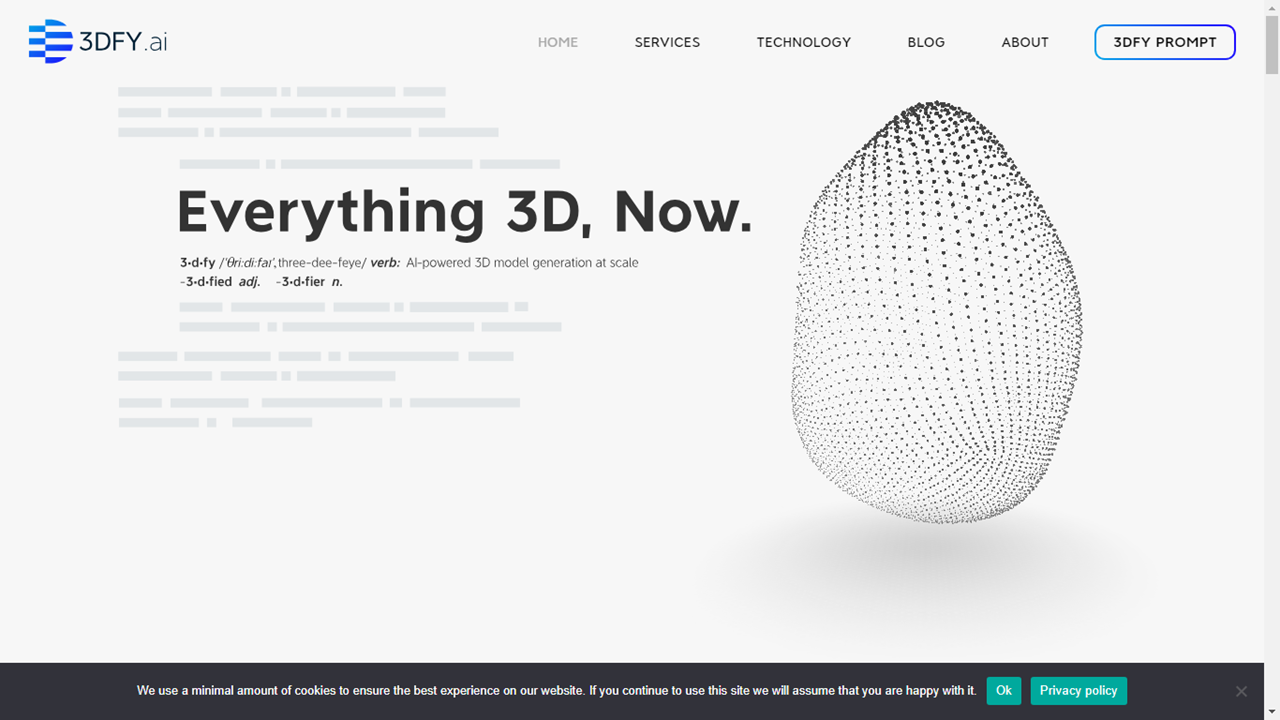 3DFY.ai
HOME SERVICES TECHNOLOGY BLOG ABOUT 3DFY PROMPT
Everything 3D, Now.
3·d·fy /'θri:di:faɪ',three-dee-feye/ verb: AI-powered 3D model generation at scale
-3·d·fied adj. -3·d·fier n.
We use a minimal amount of cookies to ensure the best experience on our website. If you continue to use this site we will assume that you are happy with it. Ok Privacy policy